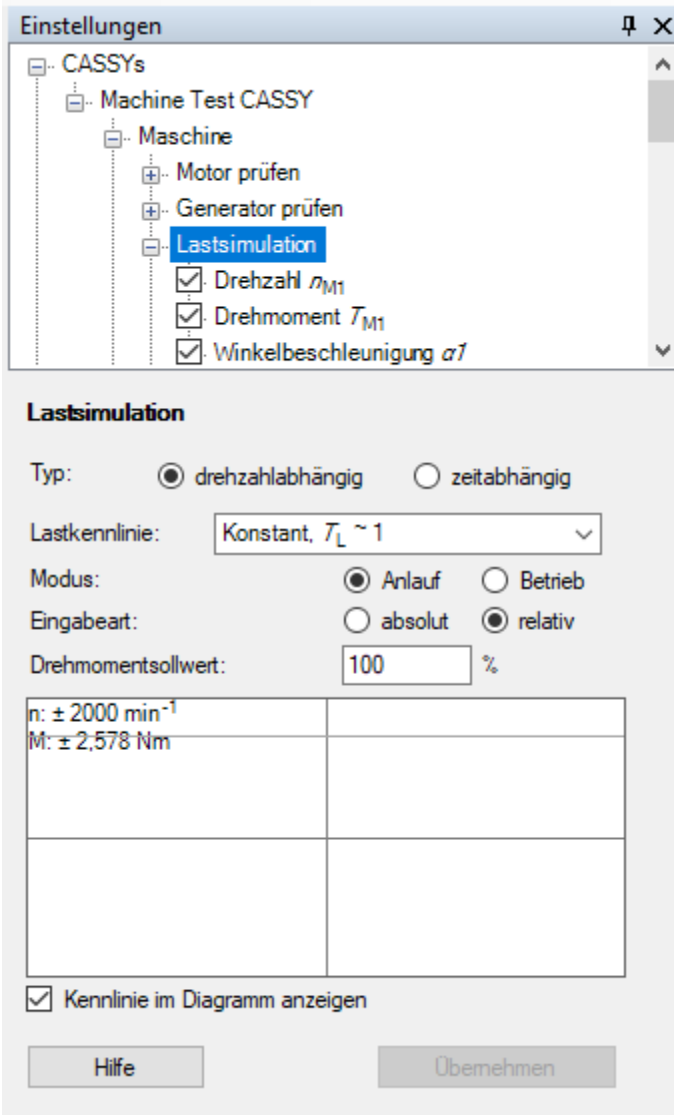 Einstellungen
CASSYs
Machine Test CASSY
Maschine
Motor prüfen
Generator prüfen
Lastsimulation
Drehzahl nM1
Drehmoment TM1
Winkelbeschleunigung α1
Lastsimulation
Typ: drehzahlabhängig zeitabhängig
Lastkennlinie: Konstant, TL ~ 1
Modus: Anlauf Betrieb
Eingabeart: absolut relativ
Drehmomentsollwert: 100 %
n: ± 2000 min-1
M: ± 2,578 Nm
Kennlinie im Diagramm anzeigen
Hilfe Übernehmen